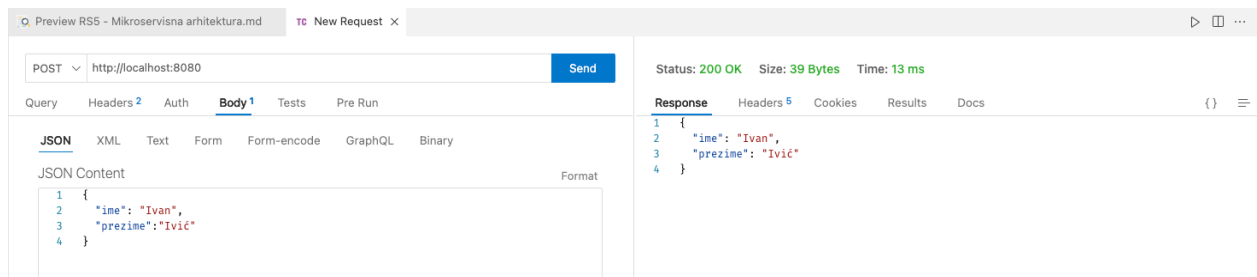 Preview RS5 - Mikroservisna arhitektura.md TC New Request
POST http://localhost:8080 Send
Query Headers 2 Auth Body 1 Tests Pre Run
JSON XML Text Form Form-encode GraphQL Binary
JSON Content Format
1 {
2 "ime": "Ivan",
3 "prezime":"Ivić"
4 }
Status: 200 OK Size: 39 Bytes Time: 13 ms
Response Headers 5 Cookies Results Docs { }
1 {
2 "ime": "Ivan",
3 "prezime": "Ivić"
4 }